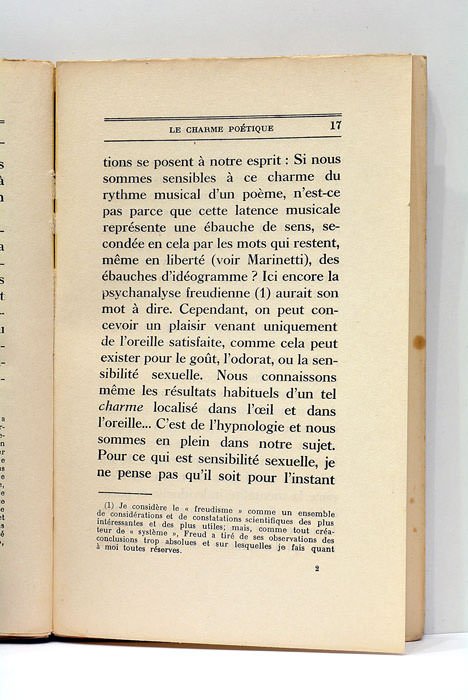 LE CHARME POÉTIQUE 17
tions se posent à notre esprit : Si nous
sommes sensibles à ce charme du
rythme musical d'un poème, n'est-ce
pas parce que cette latence musicale
représente une ébauche de sens, se-
condée en cela par les mots qui restent,
même en liberté (voir Marinetti), des
ébauches d'idéogramme ? Ici encore la
psychanalyse freudienne (1) aurait son
mot à dire. Cependant, on peut con-
cevoir un plaisir venant uniquement
de l'oreille satisfaite, comme cela peut
exister pour le goût, l'odorat, ou la sen-
sibilité sexuelle. Nous connaissons
même les résultats habituels d'un tel
charme localisé dans l'œil et dans
l'oreille... C'est de l'hypnologie et nous
sommes en plein dans notre sujet.
Pour ce qui est sensibilité sexuelle, je
ne pense pas qu'il soit pour l'instant
(1) Je considère le « freudisme » comme un ensemble
de considérations et de constatations scientifiques des plus
intéressantes et des plus utiles; mais, comme tout créa-
teur de « système », Freud a tiré de ses observations des
conclusions trop absolues et sur lesquelles je fais quant
à moi toutes réserves.
2